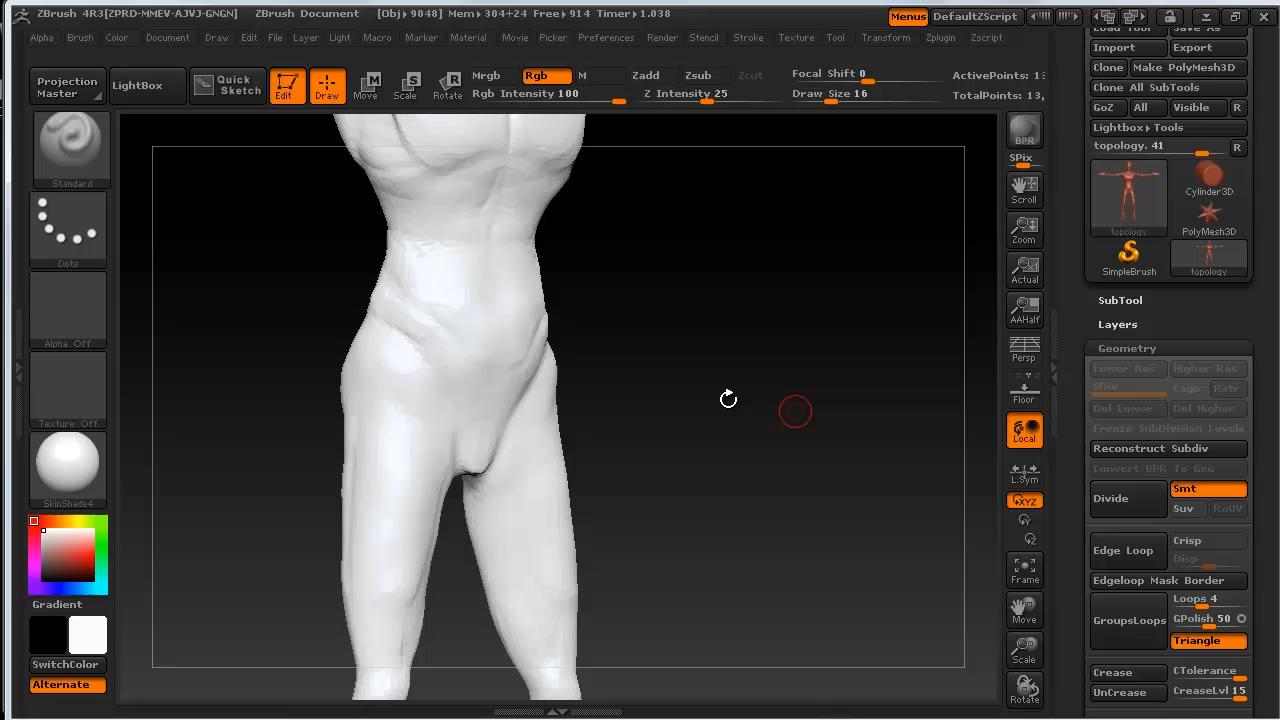 ZBrush 4R3[ZPRD-MMEV-AJVJ-GNGN] ZBrush Document [Obj▸9048] Mem▸304+24 Free▸914 Timer▸1.038 Menus DefaultZScript
Alpha Brush Color Document Draw Edit File Layer Light Macro Marker Material Movie Picker Preferences Render Stencil Stroke Texture Tool Transform Zplugin Zscript
Projection Master
LightBox
Quick Sketch
Edit Draw Move Scale Rotate
Mrgb Rgb M Zadd Zsub Zcut
Rgb Intensity 100 Z Intensity 25
Focal Shift 0
Draw Size 16
ActivePoints: 13
TotalPoints: 13,
Standard
Dots
Alpha Off
Texture Off
SkinShade4
Gradient
SwitchColor
Alternate
BPR
SPix
Scroll
Zoom
Actual
AAHalf
Persp
Floor
Local
L.Sym
XYZ
Y
Z
Frame
Move
Scale
Rotate
Load Tool Save As
Import Export
Clone Make PolyMesh3D
Clone All SubTools
GoZ All Visible R
Lightbox▸Tools
topology. 41 R
topology
Cylinder3D
PolyMesh3D
SimpleBrush
topology
SubTool
Layers
Geometry
Lower Res Higher Res
SDiv Cage Rstr
Del Lower Del Higher
Freeze SubDivision Levels
Reconstruct Subdiv
Convert BPR To Geo
Divide
Smt
Suv ReUV
Edge Loop
Crisp
Disp
Edgeloop Mask Border
GroupsLoops
Loops 4
GPolish 50
Triangle
Crease CTolerance
UnCrease CreaseLvl 15